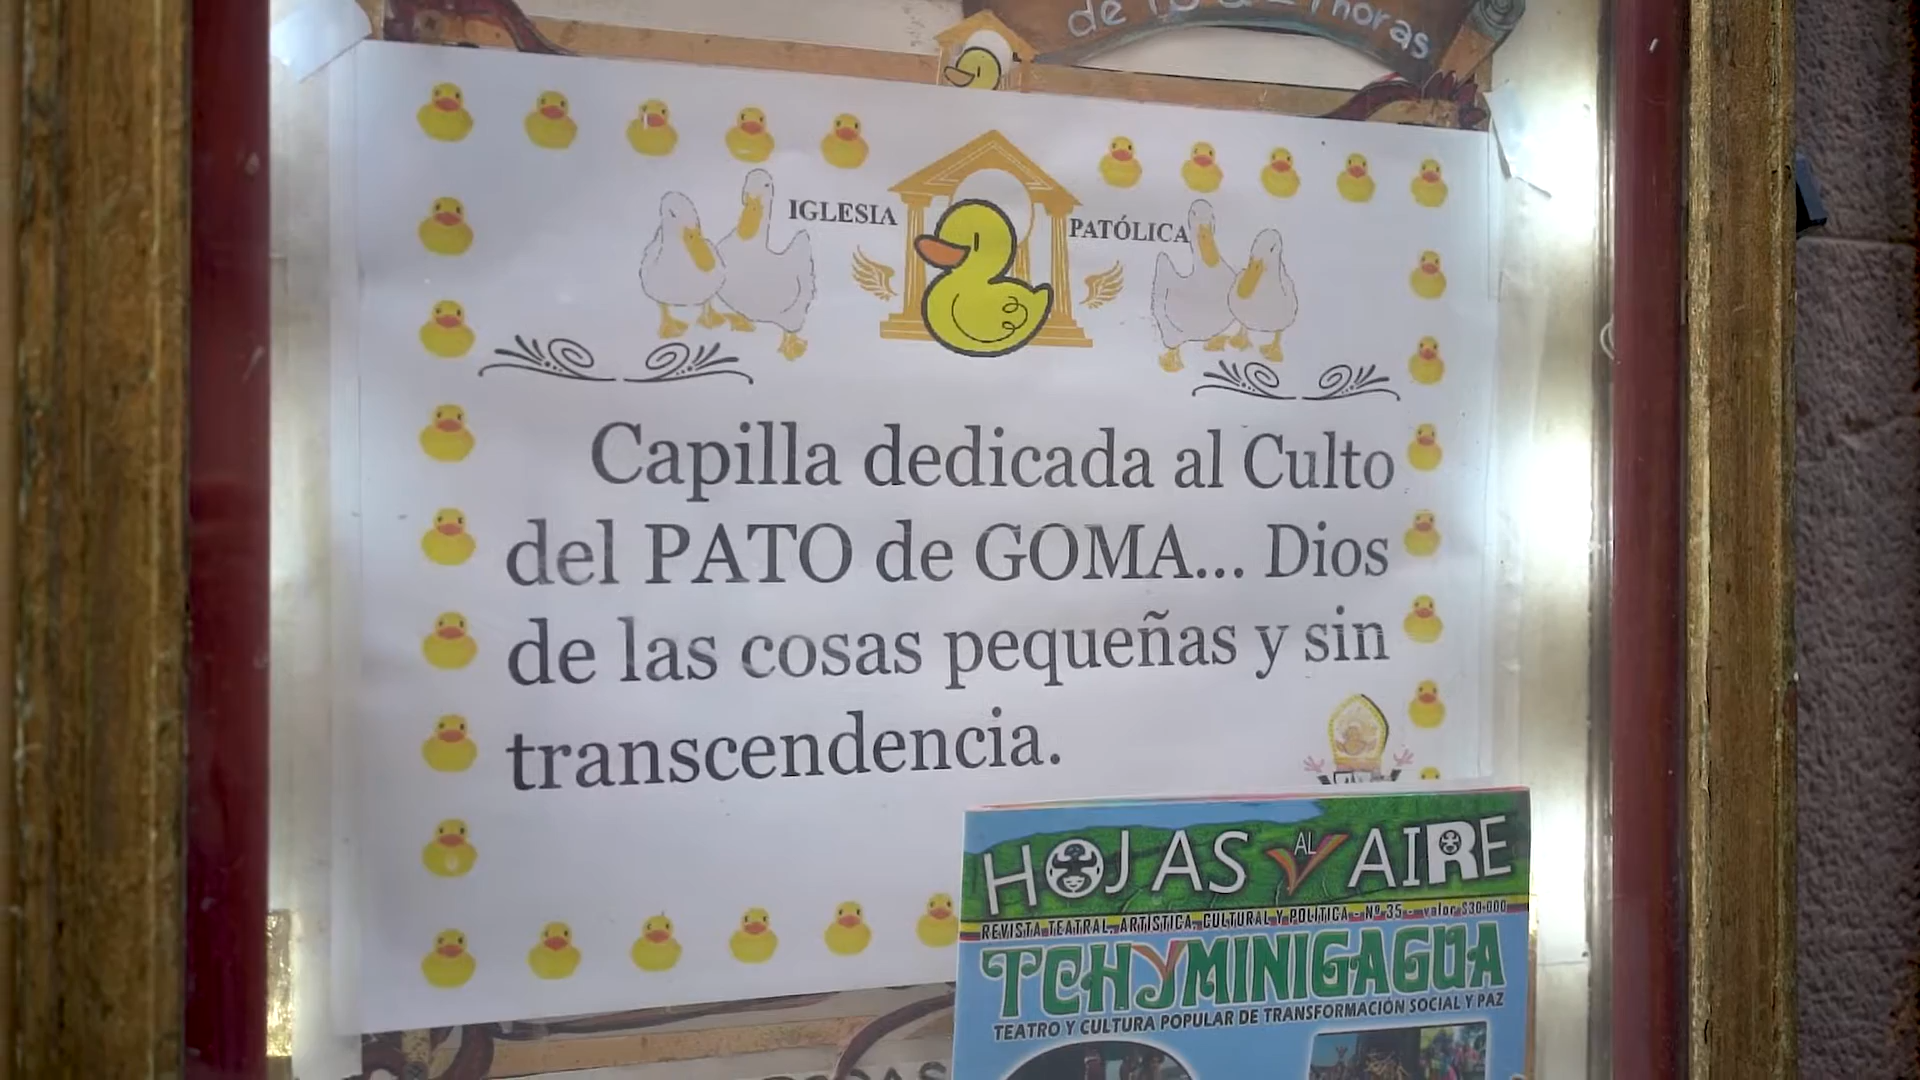 de horas
IGLESIA PATÓLICA
Capilla dedicada al Culto
del PATO de GOMA... Dios
de las cosas pequeñas y sin
transcendencia.
HOJAS AL AIRE
REVISTA TEATRAL, ARTÍSTICA, CULTURAL Y POLÍTICA - Nº 35 - valor $30.000
TCHYMINIGAGUA
TEATRO Y CULTURA POPULAR DE TRANSFORMACIÓN SOCIAL Y PAZ